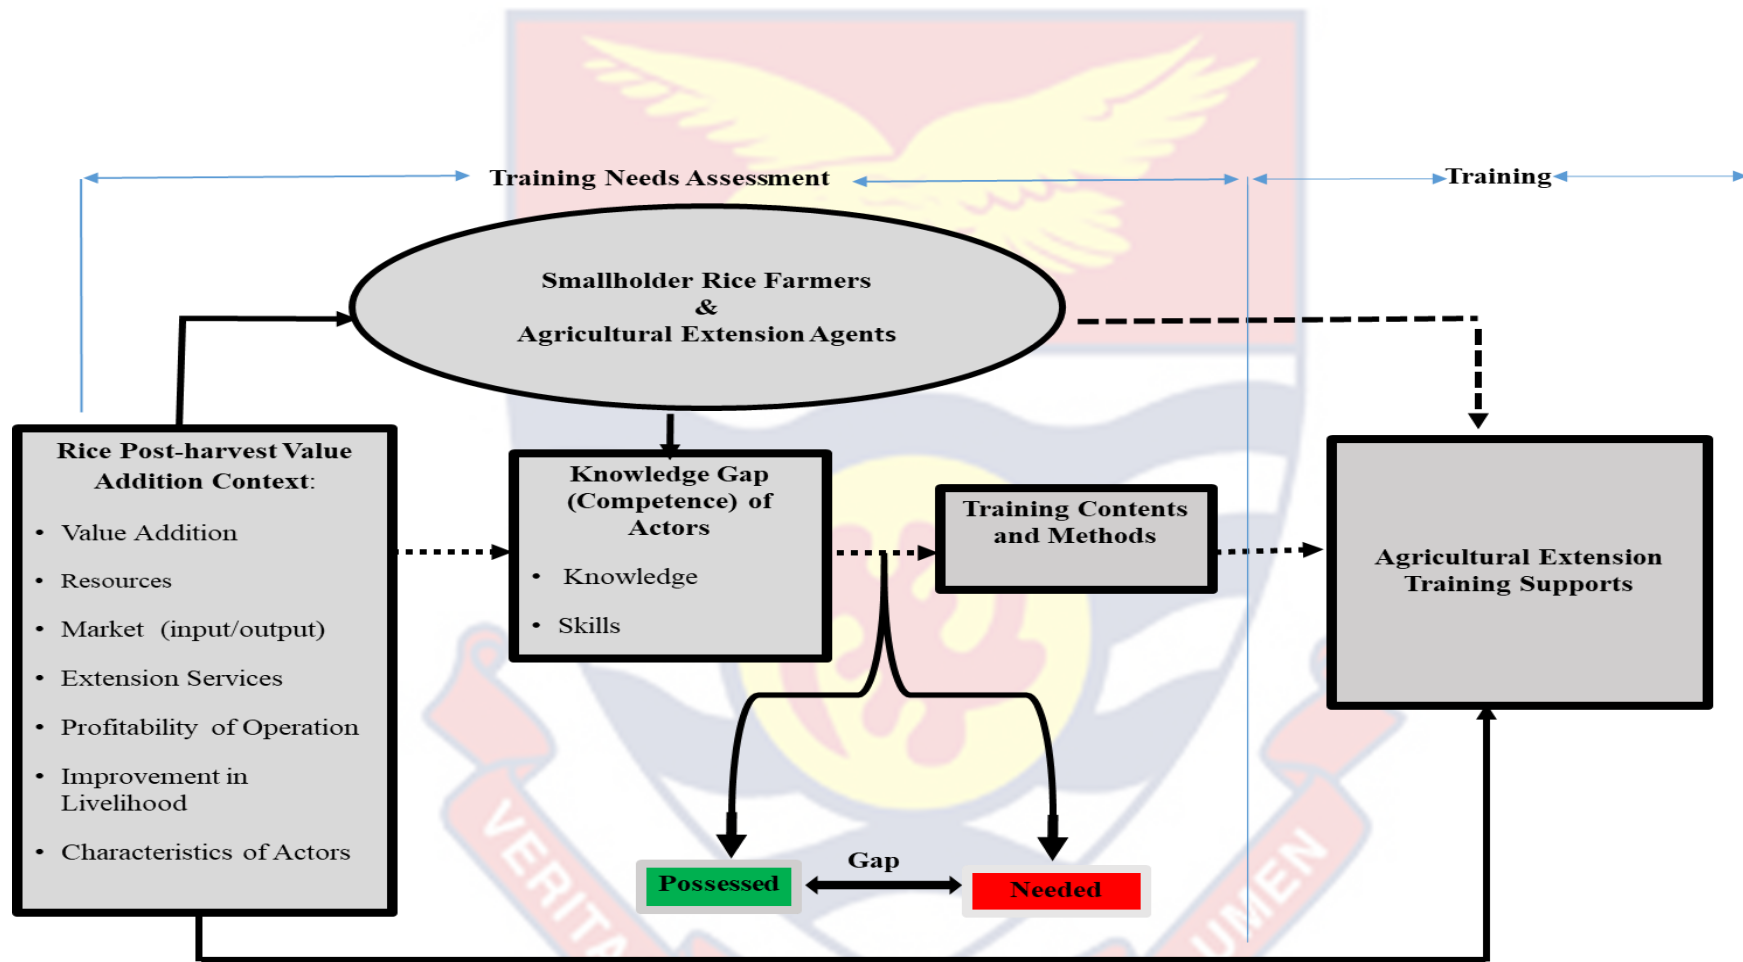 Training Needs Assessment
Training
Smallholder Rice Farmers
&
Agricultural Extension Agents
Rice Post-harvest Value
Addition Context:
• Value Addition
• Resources
• Market (input/output)
• Extension Services
• Profitability of Operation
• Improvement in
Livelihood
• Characteristics of Actors
Knowledge Gap
(Competence) of
Actors
• Knowledge
• Skills
Training Contents
and Methods
Agricultural Extension
Training Supports
Gap
Possessed
Needed
VERITA
UMEN